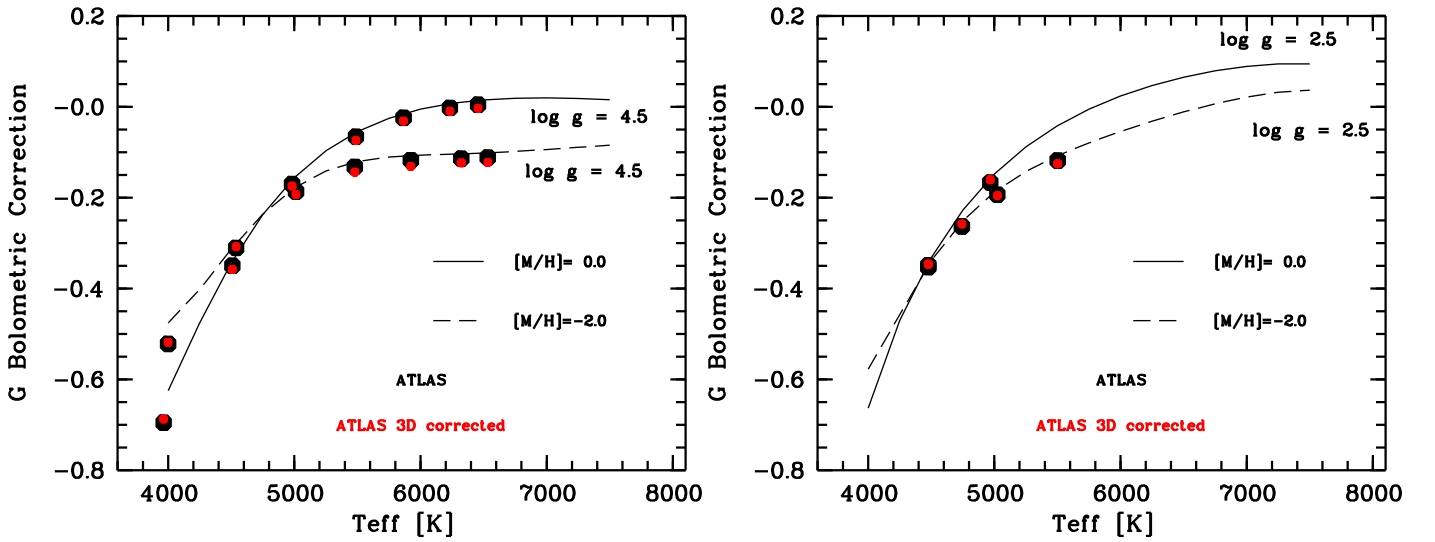 0.2
-0.0
-0.2
-0.4
-0.6
-0.8
G Bolometric Correction
log g = 4.5
log g = 4.5
[M/H]= 0.0
[M/H]=-2.0
ATLAS
ATLAS 3D corrected
4000 5000 6000 7000 8000
Teff [K]
0.2
-0.0
-0.2
-0.4
-0.6
-0.8
G Bolometric Correction
log g = 2.5
log g = 2.5
[M/H]= 0.0
[M/H]=-2.0
ATLAS
ATLAS 3D corrected
4000 5000 6000 7000 8000
Teff [K]